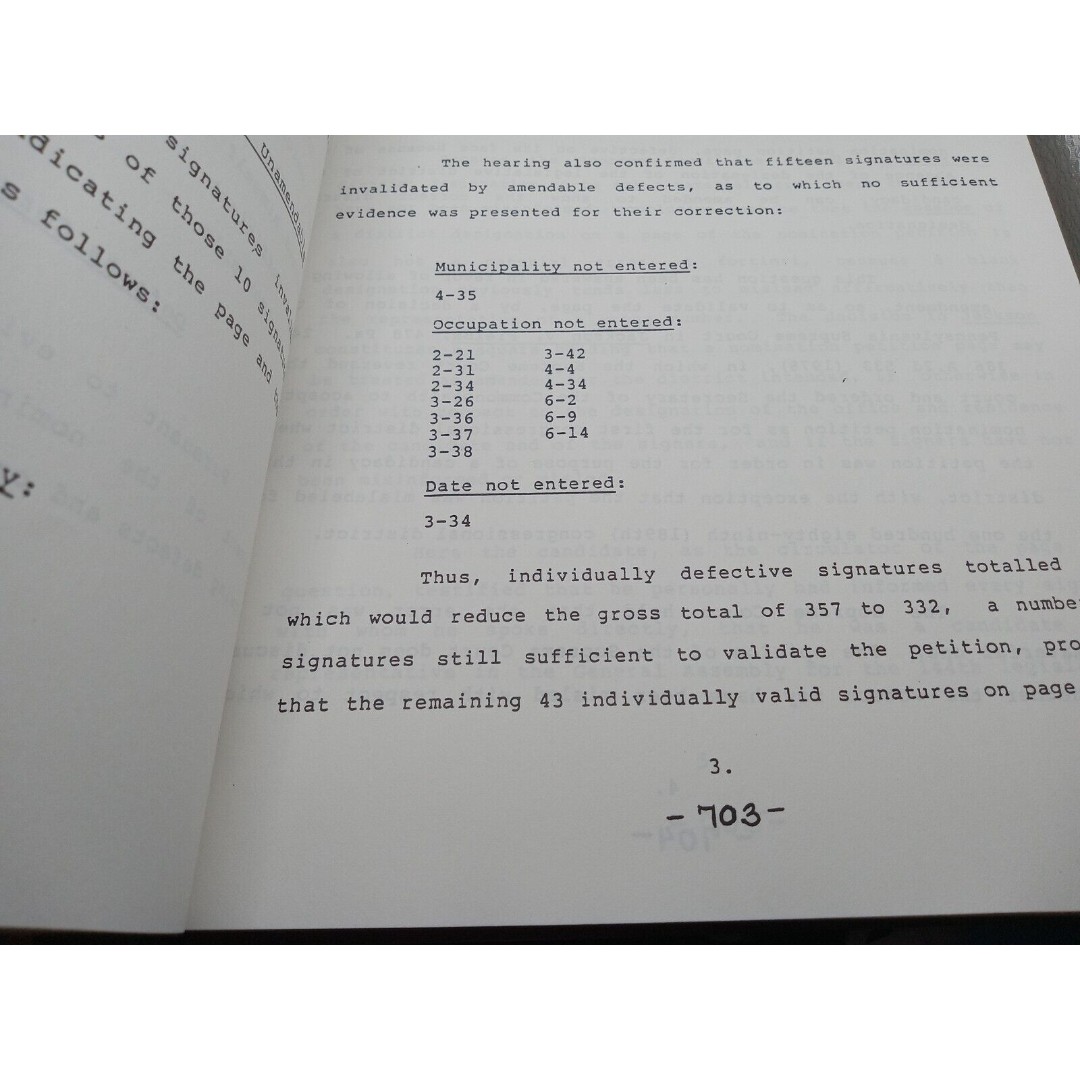 Unamendab
signatures inval
of those 10 signatur
dicating the page and
s follows:
y:
The hearing also confirmed that fifteen signatures were
invalidated by amendable defects, as to which no sufficient
evidence was presented for their correction:
Municipality not entered:
4-35
Occupation not entered:
2-21 3-42
2-31 4-4
2-34 4-34
3-26 6-2
3-36 6-9
3-37 6-14
3-38
Date not entered:
3-34
Thus, individually defective signatures totalled
which would reduce the gross total of 357 to 332, a number
signatures still sufficient to validate the petition, pro
that the remaining 43 individually valid signatures on page
3.
- 703 -